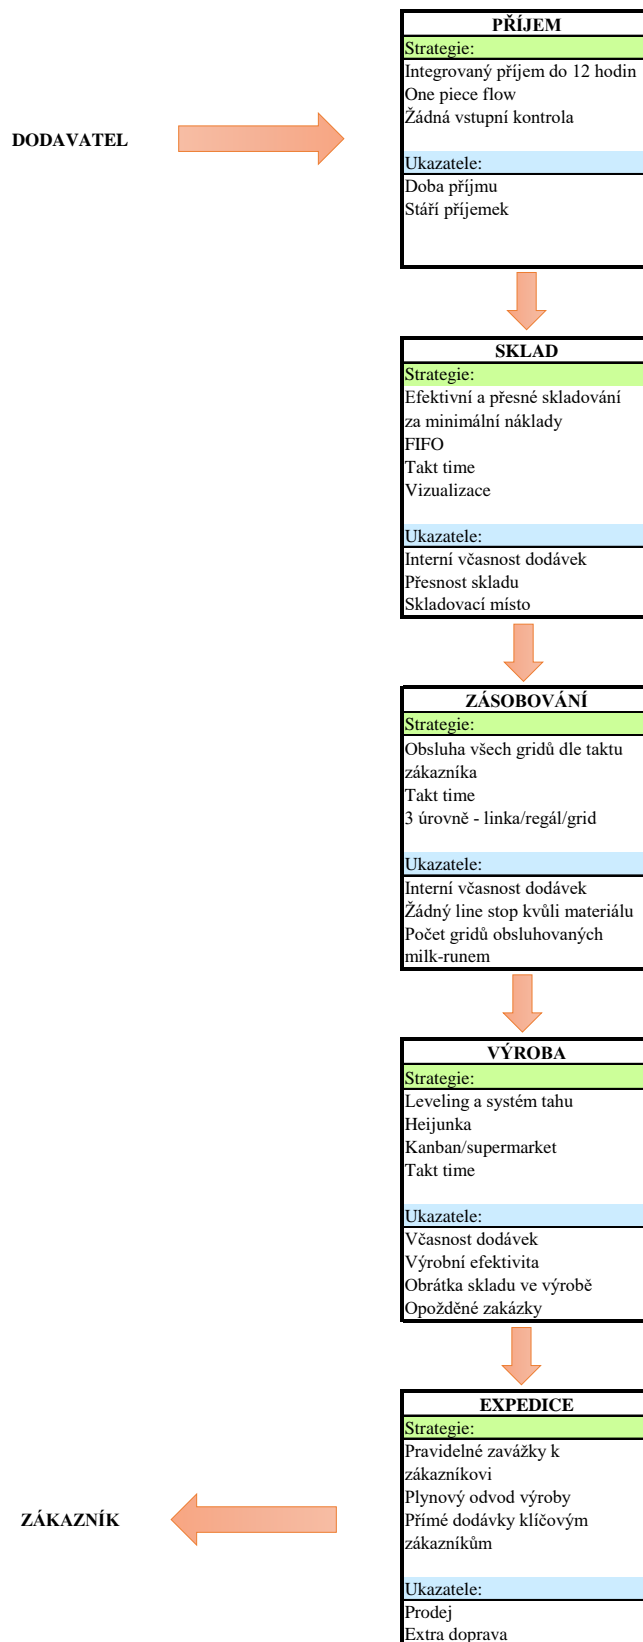 PŘÍJEM
Strategie:
Integrovaný příjem do 12 hodin
One piece flow
Žádná vstupní kontrola
DODAVATEL
Ukazatele:
Doba příjmu
Stáří příjemek
SKLAD
Strategie:
Efektivní a přesné skladování
za minimální náklady
FIFO
Takt time
Vizualizace
Ukazatele:
Interní včasnost dodávek
Přesnost skladu
Skladovací místo
ZÁSOBOVÁNÍ
Strategie:
Obsluha všech gridů dle taktu
zákazníka
Takt time
3 úrovně - linka/regál/grid
Ukazatele:
Interní včasnost dodávek
Žádný line stop kvůli materiálu
Počet gridů obsluhovaných
milk-runem
VÝROBA
Strategie:
Leveling a systém tahu
Heijunka
Kanban/supermarket
Takt time
Ukazatele:
Včasnost dodávek
Výrobní efektivita
Obrátka skladu ve výrobě
Opožděné zakázky
EXPEDICE
Strategie:
Pravidelné zavážky k
zákazníkovi
Plynový odvod výroby
Přímé dodávky klíčovým
zákazníkům
ZÁKAZNÍK
Ukazatele:
Prodej
Extra doprava